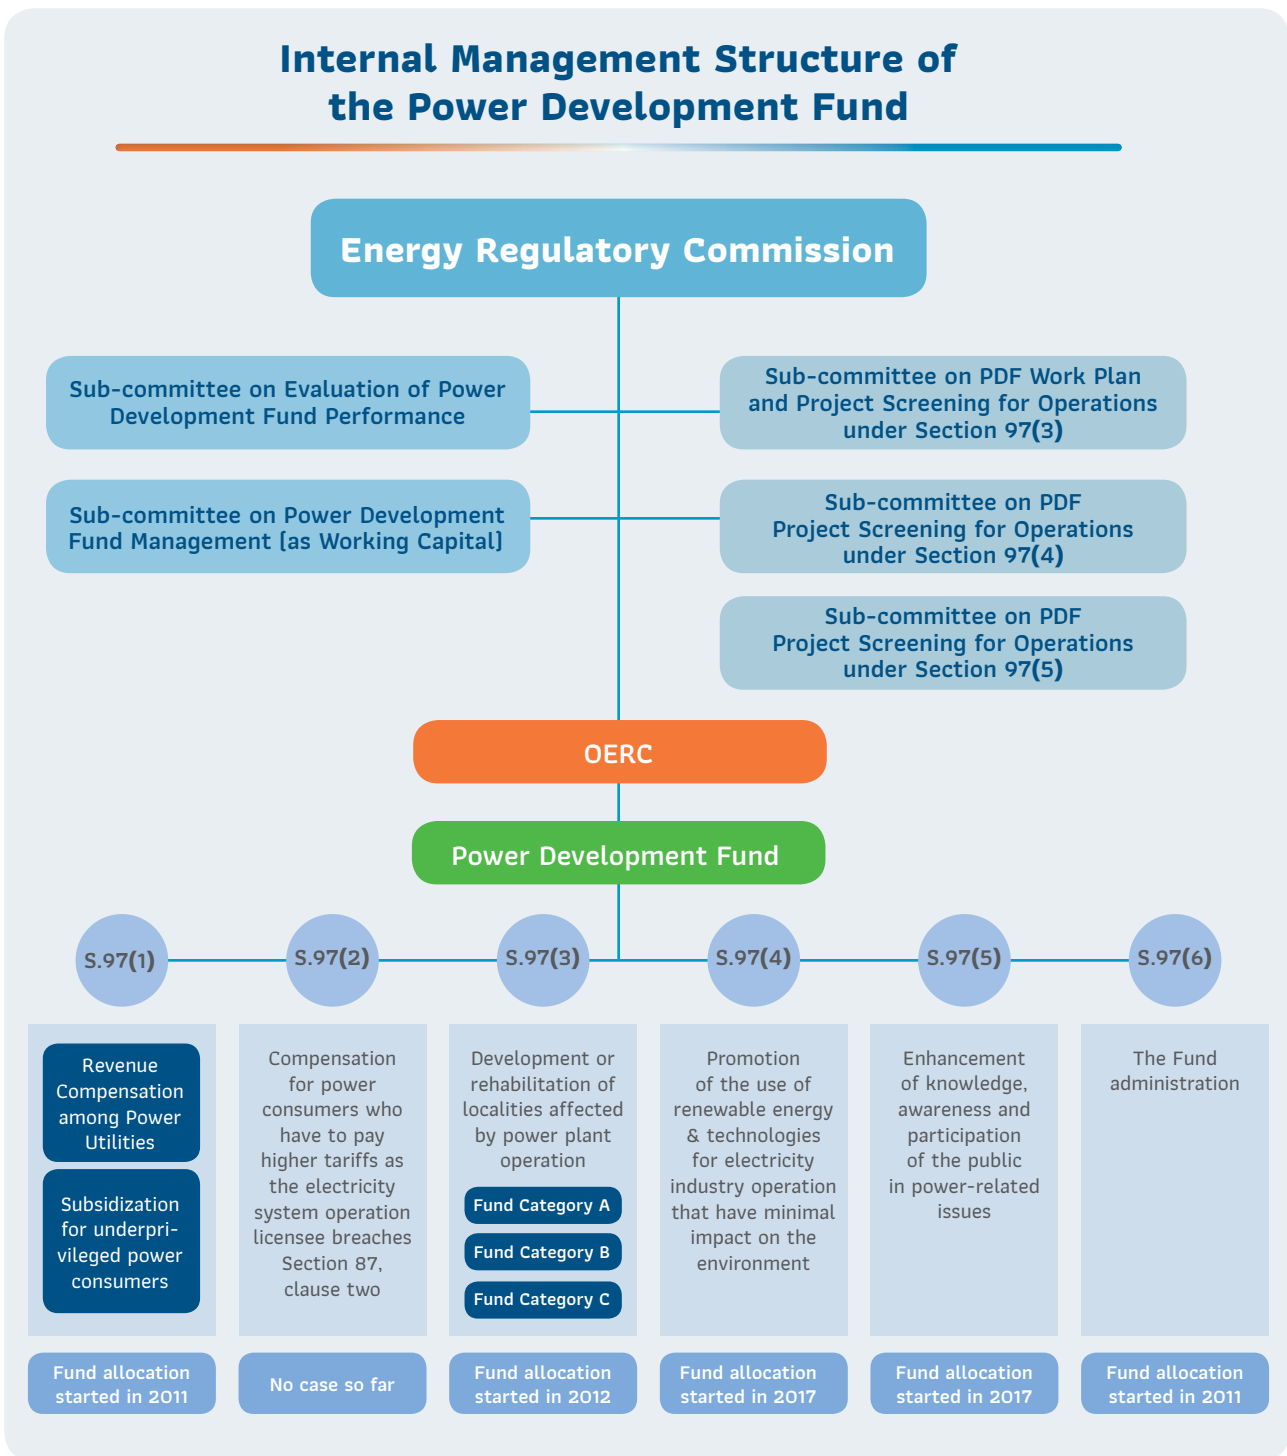 Internal Management Structure of
the Power Development Fund
Energy Regulatory Commission
Sub-committee on Evaluation of Power
Development Fund Performance
Sub-committee on PDF Work Plan
and Project Screening for Operations
under Section 97(3)
Sub-committee on Power Development
Fund Management (as Working Capital)
Sub-committee on PDF
Project Screening for Operations
under Section 97(4)
Sub-committee on PDF
Project Screening for Operations
under Section 97(5)
OERC
Power Development Fund
S.97(1)
S.97(2)
S.97(3)
S.97(4)
S.97(5)
S.97(6)
Revenue
Compensation
among Power
Utilities
Subsidization
for underpri-
vileged power
consumers
Compensation
for power
consumers who
have to pay
higher tariffs as
the electricity
system operation
licensee breaches
Section 87,
clause two
Development or
rehabilitation of
localities affected
by power plant
operation
Fund Category A
Fund Category B
Fund Category C
Promotion
of the use of
renewable energy
& technologies
for electricity
industry operation
that have minimal
impact on the
environment
Enhancement
of knowledge,
awareness and
participation
of the public
in power-related
issues
The Fund
administration
Fund allocation
started in 2011
No case so far
Fund allocation
started in 2012
Fund allocation
started in 2017
Fund allocation
started in 2017
Fund allocation
started in 2011